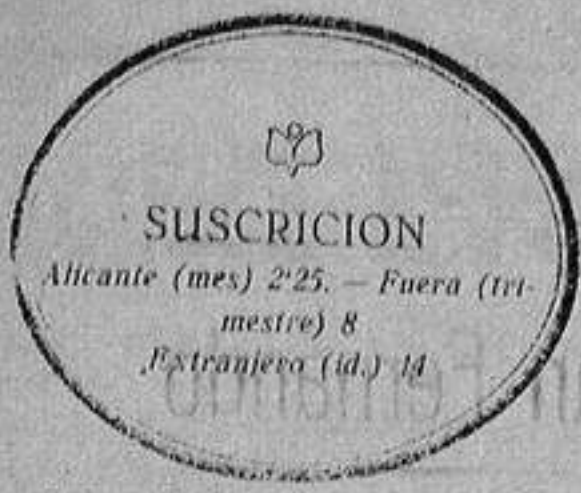 SUSCRICION
Alicante (mes) 2'25. — Fuera (tri-
mestre) 8
Extranjero (id.) 14